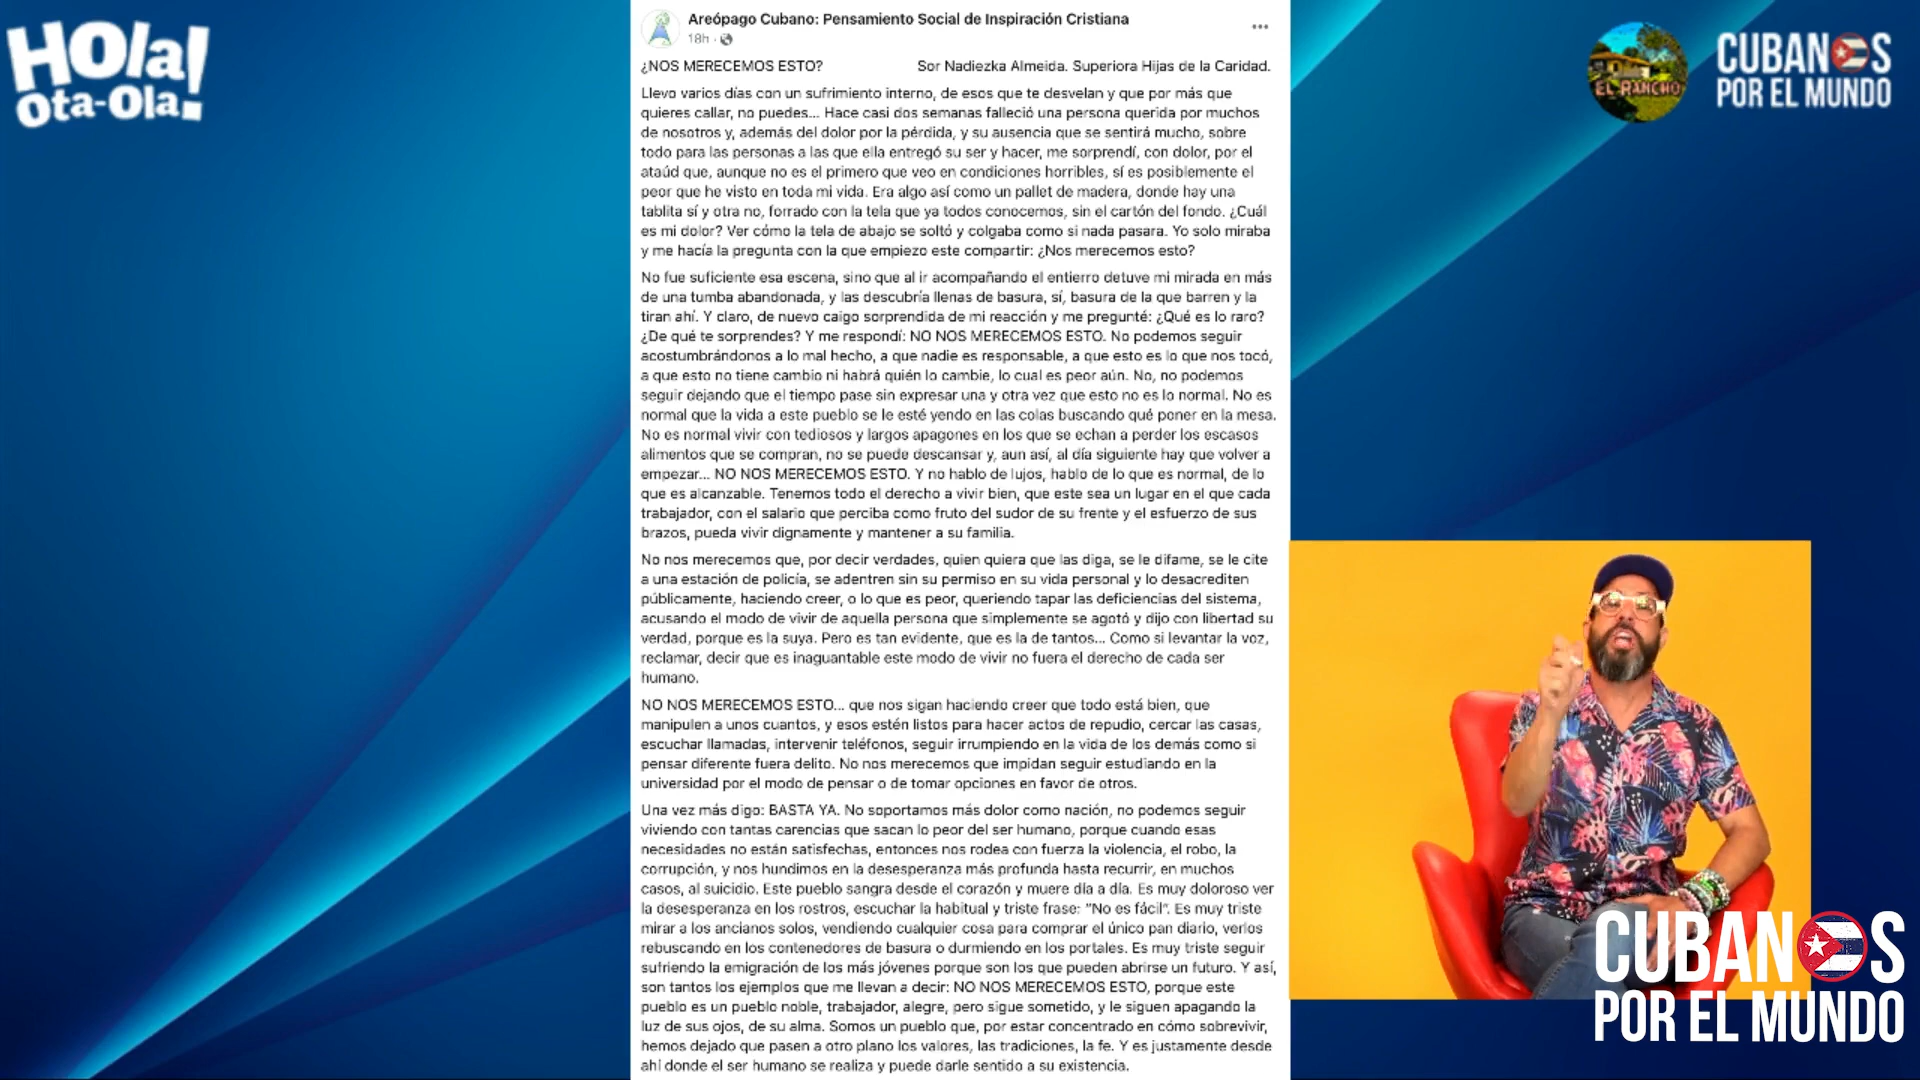 Hola!
Ota-Ola!
Areópago Cubano: Pensamiento Social de Inspiración Cristiana
18h ·
¿NOS MERECEMOS ESTO? Sor Nadiezka Almeida. Superiora Hijas de la Caridad.
Llevo varios días con un sufrimiento interno, de esos que te desvelan y que por más que
quieres callar, no puedes... Hace casi dos semanas falleció una persona querida por muchos
de nosotros y, además del dolor por la pérdida, y su ausencia que se sentirá mucho, sobre
todo para las personas a las que ella entregó su ser y hacer, me sorprendí, con dolor, por el
ataúd que, aunque no es el primero que veo en condiciones horribles, sí es posiblemente el
peor que he visto en toda mi vida. Era algo así como un pallet de madera, donde hay una
tablita sí y otra no, forrado con la tela que ya todos conocemos, sin el cartón del fondo. ¿Cuál
es mi dolor? Ver cómo la tela de abajo se soltó y colgaba como si nada pasara. Yo solo miraba
y me hacía la pregunta con la que empiezo este compartir: ¿Nos merecemos esto?
No fue suficiente esa escena, sino que al ir acompañando el entierro detuve mi mirada en más
de una tumba abandonada, y las descubría llenas de basura, sí, basura de la que barren y la
tiran ahí. Y claro, de nuevo caigo sorprendida de mi reacción y me pregunté: ¿Qué es lo raro?
¿De qué te sorprendes? Y me respondí: NO NOS MERECEMOS ESTO. No podemos seguir
acostumbrándonos a lo mal hecho, a que nadie es responsable, a que esto es lo que nos tocó,
a que esto no tiene cambio ni habrá quién lo cambie, lo cual es peor aún. No, no podemos
seguir dejando que el tiempo pase sin expresar una y otra vez que esto no es lo normal. No es
normal que la vida a este pueblo se le esté yendo en las colas buscando qué poner en la mesa.
No es normal vivir con tediosos y largos apagones en los que se echan a perder los escasos
alimentos que se compran, no se puede descansar y, aun así, al día siguiente hay que volver a
empezar... NO NOS MERECEMOS ESTO. Y no hablo de lujos, hablo de lo que es normal, de lo
que es alcanzable. Tenemos todo el derecho a vivir bien, que este sea un lugar en el que cada
trabajador, con el salario que perciba como fruto del sudor de su frente y el esfuerzo de sus
brazos, pueda vivir dignamente y mantener a su familia.
No nos merecemos que, por decir verdades, quien quiera que las diga, se le difame, se le cite
a una estación de policía, se adentren sin su permiso en su vida personal y lo desacrediten
públicamente, haciendo creer, o lo que es peor, queriendo tapar las deficiencias del sistema,
acusando el modo de vivir de aquella persona que simplemente se agotó y dijo con libertad su
verdad, porque es la suya. Pero es tan evidente, que es la de tantos... Como si levantar la voz,
reclamar, decir que es inaguantable este modo de vivir no fuera el derecho de cada ser
humano.
NO NOS MERECEMOS ESTO... que nos sigan haciendo creer que todo está bien, que
manipulen a unos cuantos, y esos estén listos para hacer actos de repudio, cercar las casas,
escuchar llamadas, intervenir teléfonos, seguir irrumpiendo en la vida de los demás como si
pensar diferente fuera delito. No nos merecemos que impidan seguir estudiando en la
universidad por el modo de pensar o de tomar opciones en favor de otros.
Una vez más digo: BASTA YA. No soportamos más dolor como nación, no podemos seguir
viviendo con tantas carencias que sacan lo peor del ser humano, porque cuando esas
necesidades no están satisfechas, entonces nos rodea con fuerza la violencia, el robo, la
corrupción, y nos hundimos en la desesperanza más profunda hasta recurrir, en muchos
casos, al suicidio. Este pueblo sangra desde el corazón y muere día a día. Es muy doloroso ver
la desesperanza en los rostros, escuchar la habitual y triste frase: "No es fácil". Es muy triste
mirar a los ancianos solos, vendiendo cualquier cosa para comprar el único pan diario, verlos
rebuscando en los contenedores de basura o durmiendo en los portales. Es muy triste seguir
sufriendo la emigración de los más jóvenes porque son los que pueden abrirse un futuro. Y así,
son tantos los ejemplos que me llevan a decir: NO NOS MERECEMOS ESTO, porque este
pueblo es un pueblo noble, trabajador, alegre, pero sigue sometido, y le siguen apagando la
luz de sus ojos, de su alma. Somos un pueblo que, por estar concentrado en cómo sobrevivir,
hemos dejado que pasen a otro plano los valores, las tradiciones, la fe. Y es justamente desde
ahí donde el ser humano se realiza y puede darle sentido a su existencia.
EL RANCHO
CUBANOS
POR EL MUNDO
CUBANOS
POR EL MUNDO